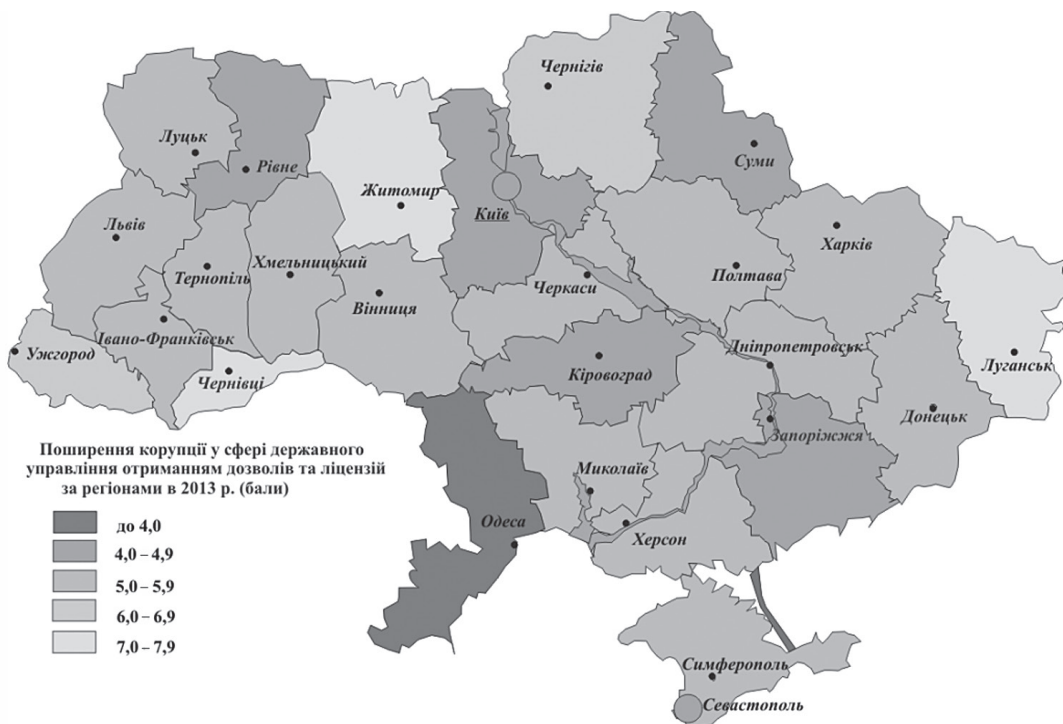 Чернігів
Луцьк
Рівне
Суми
Житомир
Київ
Львів
Харків
Тернопіль
Хмельницький
Полтава
Черкаси
Вінниця
Івано-Франківськ
Ужгород
Дніпропетровськ
Чернівці
Кіровоград
Луганськ
Донецьк
Запоріжжя
Поширення корупції у сфері державного
управління отриманням дозволів та ліцензій
за регіонами в 2013 р. (бали)
до 4,0
4,0 – 4,9
5,0 – 5,9
6,0 – 6,9
7,0 – 7,9
Миколаїв
Одеса
Херсон
Симферополь
Севастополь